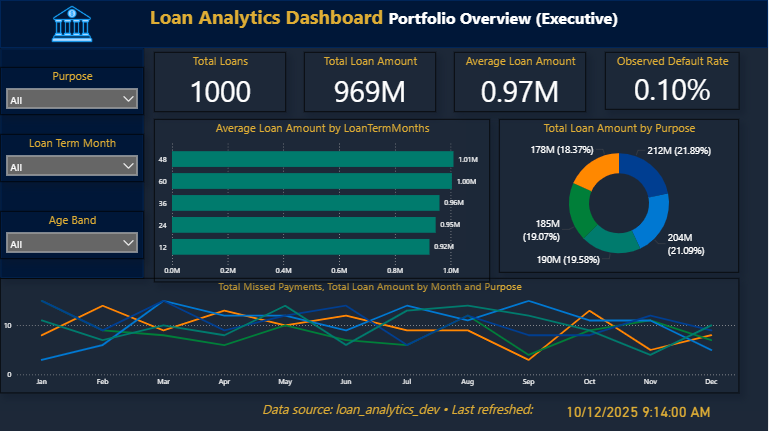 Loan Analytics Dashboard Portfolio Overview (Executive)
Purpose
All
Loan Term Month
All
Age Band
All
Total Loans
1000
Total Loan Amount
969M
Average Loan Amount
0.97M
Observed Default Rate
0.10%
Average Loan Amount by LoanTermMonths
48 1.01M
60 1.00M
36 0.96M
24 0.95M
12 0.92M
0.0M 0.2M 0.4M 0.6M 0.8M 1.0M
Total Loan Amount by Purpose
178M (18.37%) 212M (21.89%)
185M
(19.07%)
204M
(21.09%)
190M (19.58%)
Total Missed Payments, Total Loan Amount by Month and Purpose
10
0
Jan Feb Mar Apr May Jun Jul Aug Sep Oct Nov Dec
Data source: loan_analytics_dev • Last refreshed: 10/12/2025 9:14:00 AM